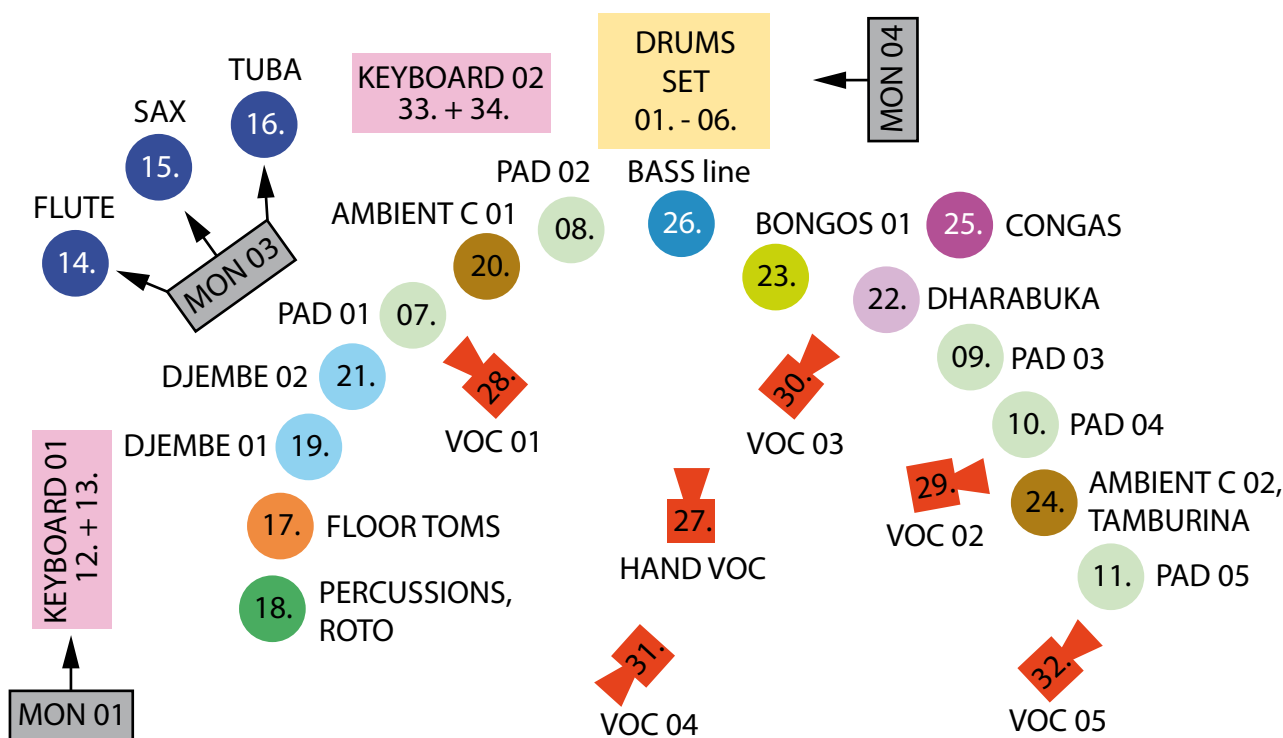 DRUMS
SET
01. - 06.
MON 04
TUBA
16.
KEYBOARD 02
33. + 34.
SAX
15.
PAD 02
08.
BASS line
26.
FLUTE
14.
MON 03
AMBIENT C 01
20.
BONGOS 01
23.
25.
CONGAS
22.
DHARABUKA
PAD 01
07.
09.
PAD 03
DJEMBE 02
21.
28.
VOC 01
30.
VOC 03
10.
PAD 04
DJEMBE 01
19.
KEYBOARD 01
12. + 13.
29.
VOC 02
24.
AMBIENT C 02,
TAMBURINA
17.
FLOOR TOMS
27.
HAND VOC
11.
PAD 05
18.
PERCUSSIONS,
ROTO
31.
VOC 04
32.
VOC 05
MON 01